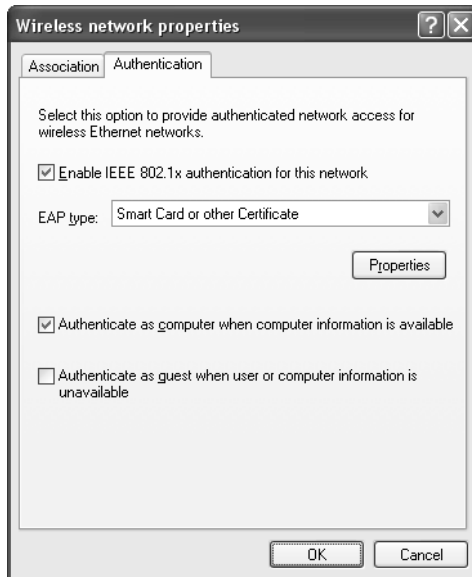 Wireless network properties
Association
Authentication
Select this option to provide authenticated network access for
wireless Ethernet networks.
Enable IEEE 802.1x authentication for this network
EAP type:
Smart Card or other Certificate
Properties
Authenticate as computer when computer information is available
Authenticate as guest when user or computer information is
unavailable
OK
Cancel